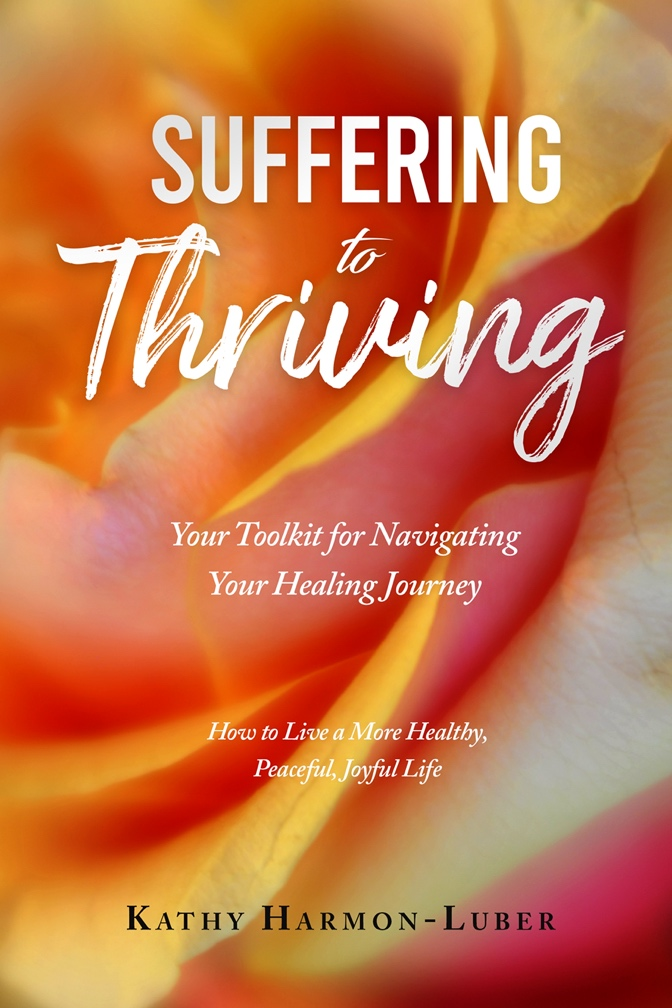 SUFFERING
to
Thriving
Your Toolkit for Navigating
Your Healing Journey
How to Live a More Healthy,
Peaceful, Joyful Life
KATHY HARMON-LUBER